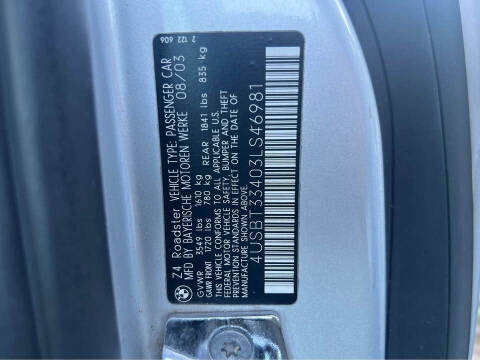 Z4 Roadster VEHICLE TYPE: PASSENGER CAR
MFD BY BAYERISCHE MOTOREN WERKE 08/03
GVWR 3549 lbs 1610 kg
GAWR FRONT 1720 lbs 780 kg REAR 1841 lbs 835 kg
THIS VEHICLE CONFORMS TO ALL APPLICABLE U.S.
FEDERAL MOTOR VEHICLE SAFETY, BUMPER AND THEFT
PREVENTION STANDARDS IN EFFECT ON THE DATE OF
MANUFACTURE SHOWN ABOVE.
4USBT33403LS46981
7 122 606